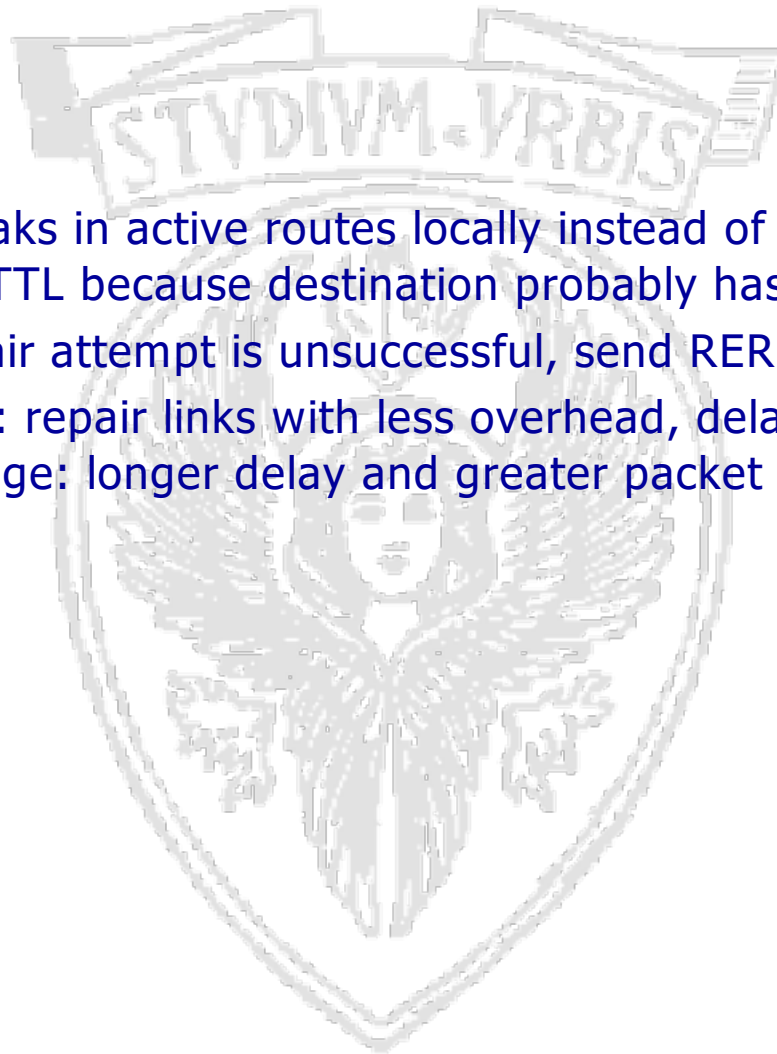 STVDIVM VRBIS
aks in active routes locally instead of
TTL because destination probably has
air attempt is unsuccessful, send RER
: repair links with less overhead, dela
ge: longer delay and greater packet